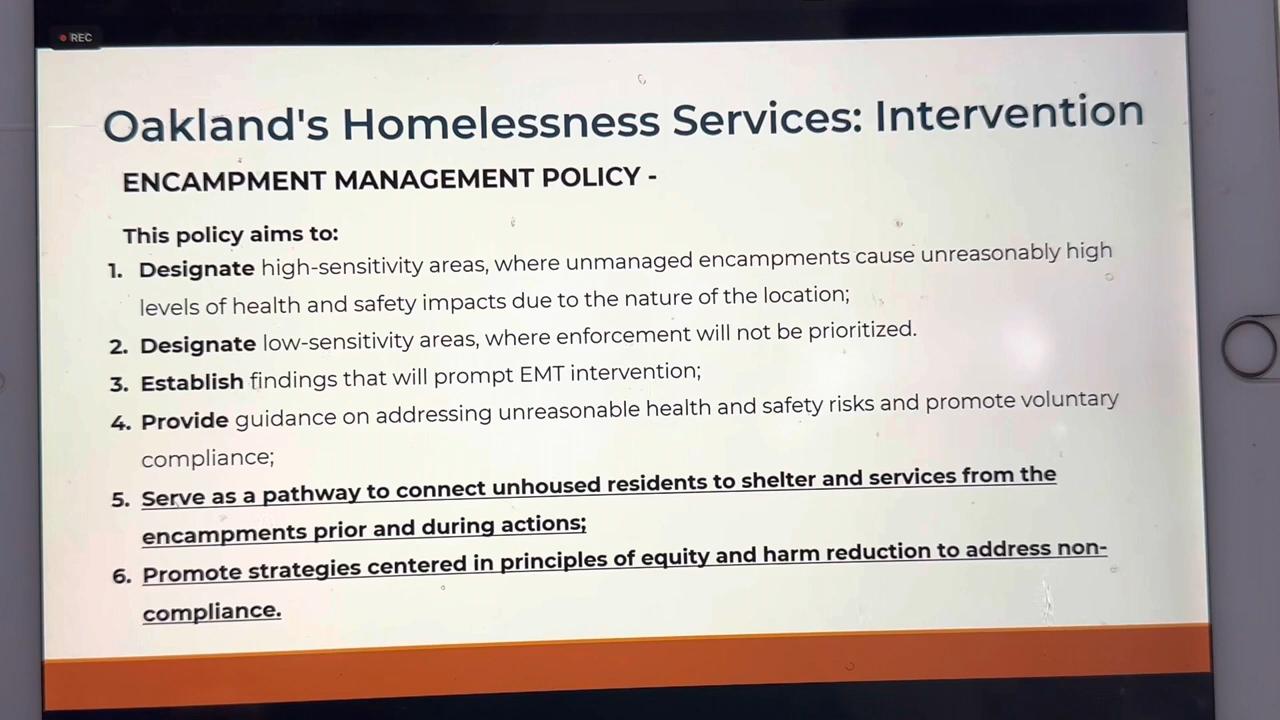 REC
Oakland's Homelessness Services: Intervention
ENCAMPMENT MANAGEMENT POLICY -
This policy aims to:
1. Designate high-sensitivity areas, where unmanaged encampments cause unreasonably high
levels of health and safety impacts due to the nature of the location;
2. Designate low-sensitivity areas, where enforcement will not be prioritized.
3. Establish findings that will prompt EMT intervention;
4. Provide guidance on addressing unreasonable health and safety risks and promote voluntary
compliance;
5. Serve as a pathway to connect unhoused residents to shelter and services from the
encampments prior and during actions;
6. Promote strategies centered in principles of equity and harm reduction to address non-
compliance.